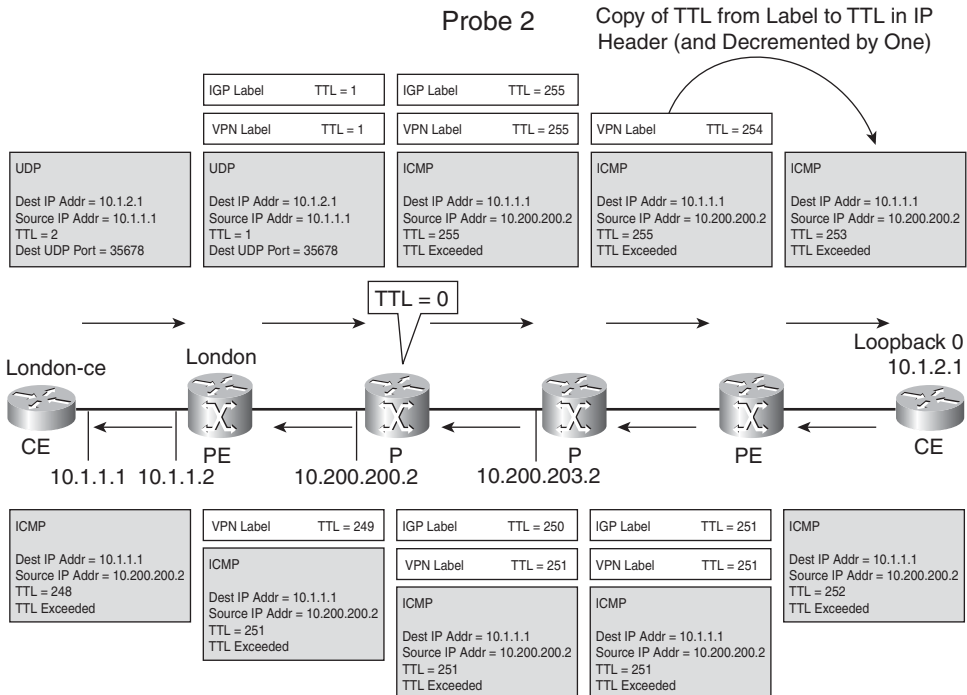 Probe 2
Copy of TTL from Label to TTL in IP
Header (and Decremented by One)
IGP Label TTL = 1
VPN Label TTL = 1
IGP Label TTL = 255
VPN Label TTL = 255
VPN Label TTL = 254
UDP
Dest IP Addr = 10.1.2.1
Source IP Addr = 10.1.1.1
TTL = 2
Dest UDP Port = 35678
UDP
Dest IP Addr = 10.1.2.1
Source IP Addr = 10.1.1.1
TTL = 1
Dest UDP Port = 35678
ICMP
Dest IP Addr = 10.1.1.1
Source IP Addr = 10.200.200.2
TTL = 255
TTL Exceeded
ICMP
Dest IP Addr = 10.1.1.1
Source IP Addr = 10.200.200.2
TTL = 255
TTL Exceeded
ICMP
Dest IP Addr = 10.1.1.1
Source IP Addr = 10.200.200.2
TTL = 253
TTL Exceeded
TTL = 0
London-ce
London
Loopback 0
10.1.2.1
CE
PE
P
P
PE
CE
10.1.1.1
10.1.1.2
10.200.200.2
10.200.203.2
ICMP
Dest IP Addr = 10.1.1.1
Source IP Addr = 10.200.200.2
TTL = 248
TTL Exceeded
VPN Label TTL = 249
ICMP
Dest IP Addr = 10.1.1.1
Source IP Addr = 10.200.200.2
TTL = 251
TTL Exceeded
IGP Label TTL = 250
VPN Label TTL = 251
ICMP
Dest IP Addr = 10.1.1.1
Source IP Addr = 10.200.200.2
TTL = 251
TTL Exceeded
IGP Label TTL = 251
VPN Label TTL = 251
ICMP
Dest IP Addr = 10.1.1.1
Source IP Addr = 10.200.200.2
TTL = 251
TTL Exceeded
ICMP
Dest IP Addr = 10.1.1.1
Source IP Addr = 10.200.200.2
TTL = 252
TTL Exceeded